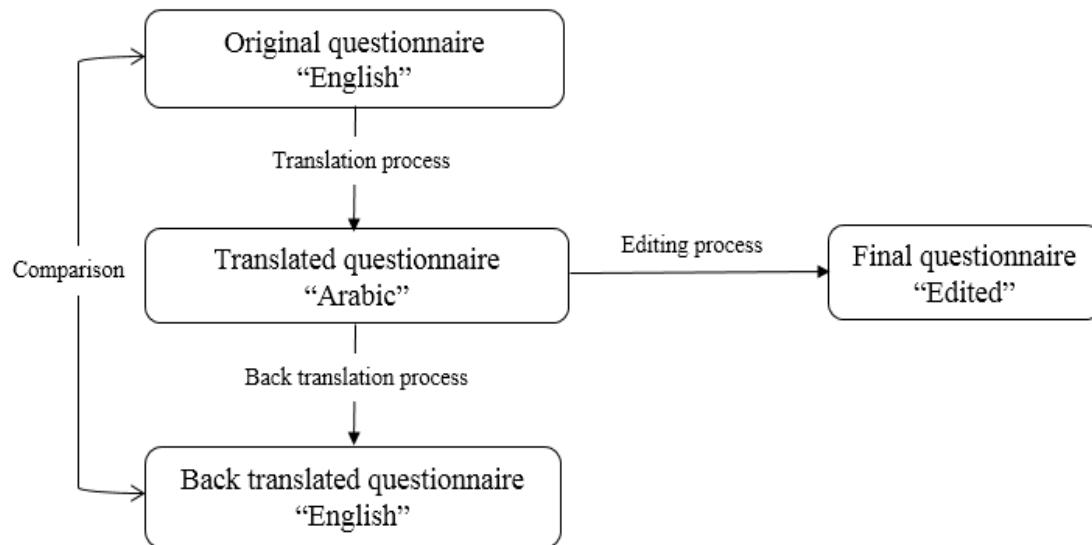 Original questionnaire
“English”
Translation process
Translated questionnaire
“Arabic”
Editing process
Final questionnaire
“Edited”
Comparison
Back translation process
Back translated questionnaire
“English”